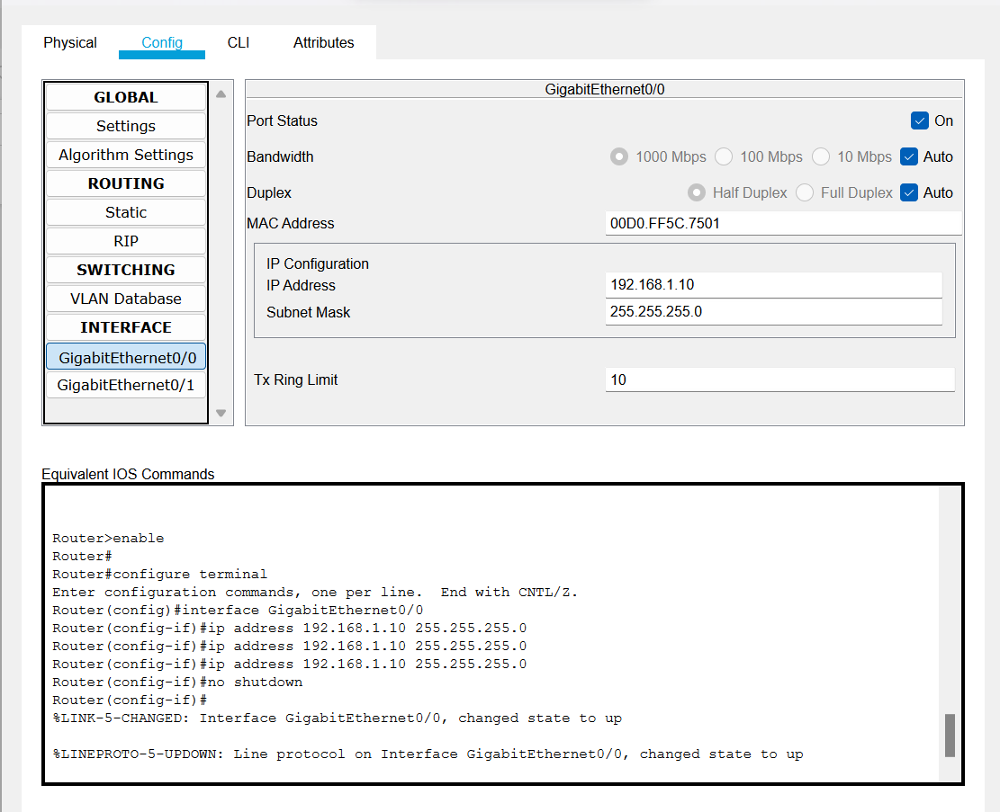 Physical Config CLI Attributes
GLOBAL
Settings
Algorithm Settings
ROUTING
Static
RIP
SWITCHING
VLAN Database
INTERFACE
GigabitEthernet0/0
GigabitEthernet0/1
GigabitEthernet0/0
Port Status On
Bandwidth 1000 Mbps 100 Mbps 10 Mbps Auto
Duplex Half Duplex Full Duplex Auto
MAC Address 00D0.FF5C.7501
IP Configuration
IP Address 192.168.1.10
Subnet Mask 255.255.255.0
Tx Ring Limit 10
Equivalent IOS Commands
Router>enable
Router#
Router#configure terminal
Enter configuration commands, one per line.  End with CNTL/Z.
Router(config)#interface GigabitEthernet0/0
Router(config-if)#ip address 192.168.1.10 255.255.255.0
Router(config-if)#ip address 192.168.1.10 255.255.255.0
Router(config-if)#ip address 192.168.1.10 255.255.255.0
Router(config-if)#no shutdown
Router(config-if)#
%LINK-5-CHANGED: Interface GigabitEthernet0/0, changed state to up
%LINEPROTO-5-UPDOWN: Line protocol on Interface GigabitEthernet0/0, changed state to up